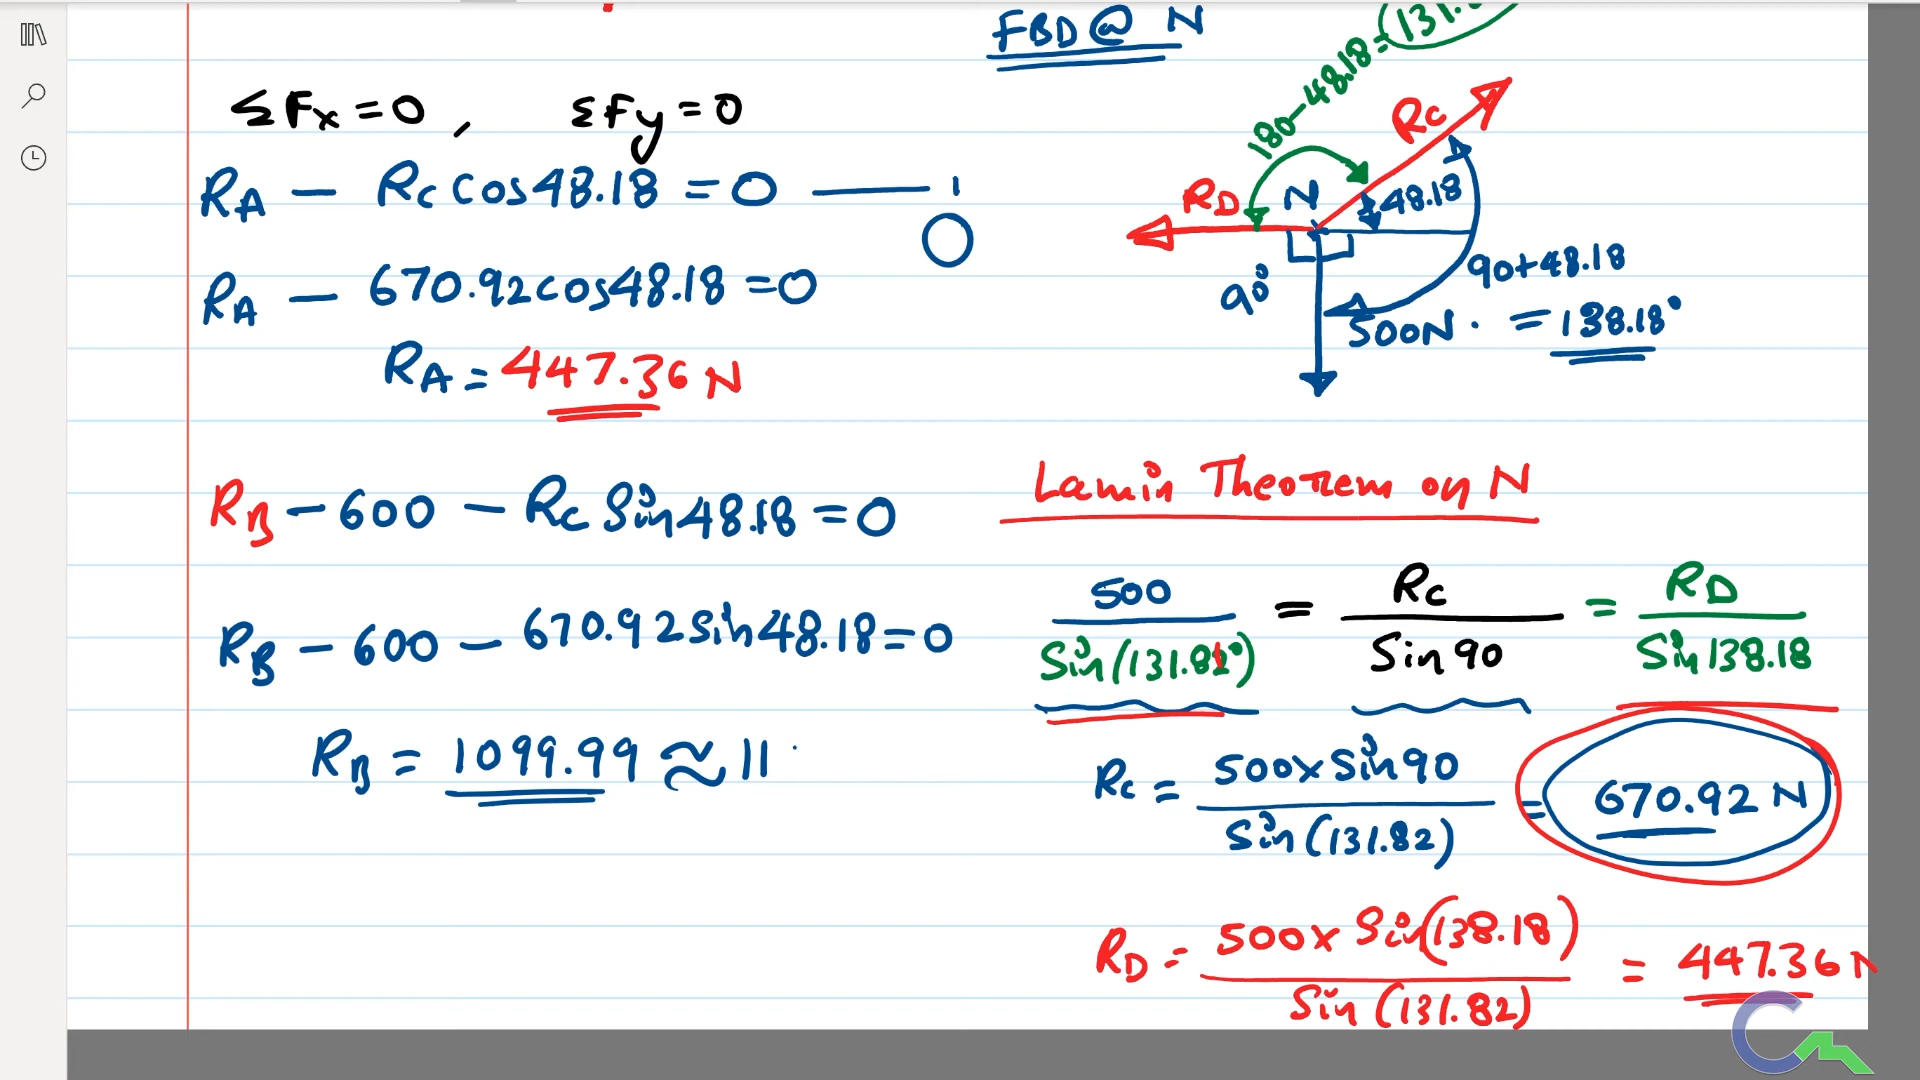 ΣFx = 0 , ΣFy = 0
RA – Rc cos48.18 = 0 —— 1
RA – 670.92cos48.18 = 0
RA = 447.36 N
RB – 600 – Rc Sin48.18 = 0
RB – 600 – 670.92sin48.18 = 0
RB = 1099.99 ≈ 11
FBD @ N
180–48.18=131.
Rc
RD
N
48.18
90+48.18
= 138.18°
90°
500N.
Lamin Theorem on N
500 / Sin(131.82°) = Rc / Sin90 = RD / Sin138.18
Rc = 500xSin90 / Sin(131.82) = 670.92 N
RD = 500x Sin(138.18) / Sin(131.82) = 447.36 N